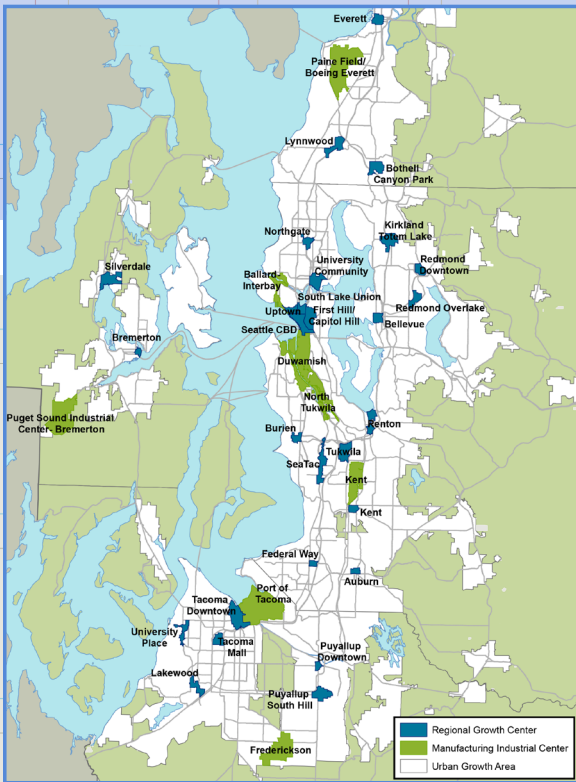 Everett
Paine Field/
Boeing Everett
Lynnwood
Bothell
Canyon Park
Northgate
Kirkland
Totem Lake
University
Community
Redmond
Downtown
Silverdale
Ballard-
Interbay
South Lake Union
Uptown
First Hill/
Capitol Hill
Redmond Overlake
Seattle CBD
Bellevue
Bremerton
Duwamish
North
Tukwila
Puget Sound Industrial
Center- Bremerton
Burien
Renton
Tukwila
SeaTac
Kent
Kent
Federal Way
Auburn
Port of
Tacoma
Tacoma
Downtown
University
Place
Tacoma
Mall
Puyallup
Downtown
Lakewood
Puyallup
South Hill
Frederickson
Regional Growth Center
Manufacturing Industrial Center
Urban Growth Area